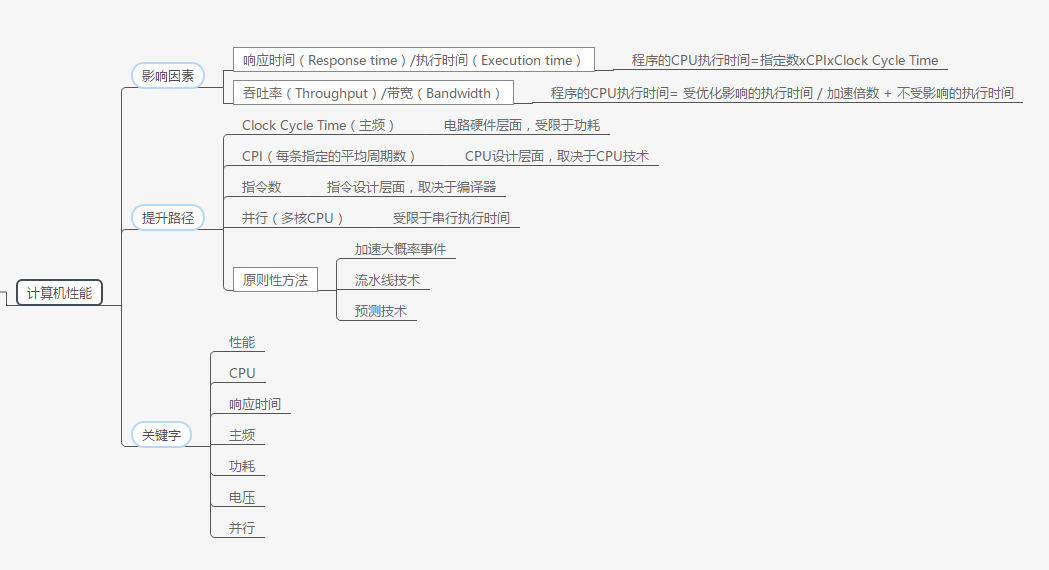 计算机性能
影响因素
响应时间（Response time）/执行时间（Execution time）
程序的CPU执行时间=指定数xCPIxClock Cycle Time
吞吐率（Throughput）/带宽（Bandwidth）
程序的CPU执行时间= 受优化影响的执行时间 / 加速倍数 + 不受影响的执行时间
提升路径
Clock Cycle Time（主频）
电路硬件层面，受限于功耗
CPI（每条指定的平均周期数）
CPU设计层面，取决于CPU技术
指令数
指令设计层面，取决于编译器
并行（多核CPU）
受限于串行执行时间
原则性方法
加速大概率事件
流水线技术
预测技术
关键字
性能
CPU
响应时间
主频
功耗
电压
并行